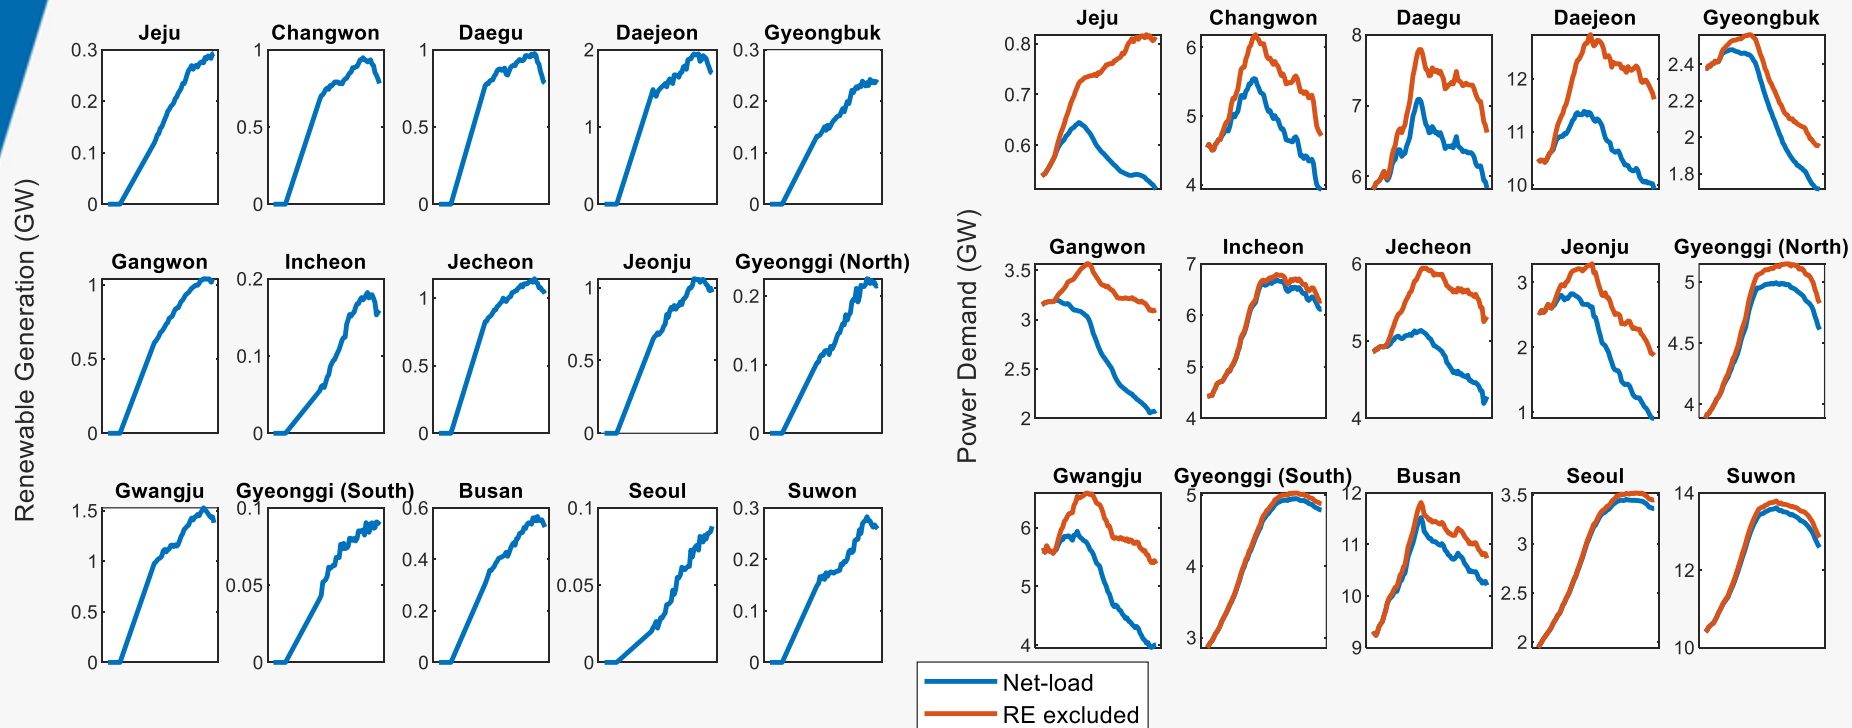 Renewable Generation (GW)
Jeju
0.3
0.2
0.1
0
Changwon
1
0.5
0
Daegu
1
0.5
0
Daejeon
2
1
0
Gyeongbuk
0.3
0.2
0.1
0
Gangwon
1
0.5
0
Incheon
0.2
0.1
0
Jecheon
1
0.5
0
Jeonju
1
0.5
0
Gyeonggi (North)
0.2
0.1
0
Gwangju
1.5
1
0.5
0
Gyeonggi (South)
0.1
0.05
0
Busan
0.6
0.4
0.2
0
Seoul
0.1
0.05
0
Suwon
0.3
0.2
0.1
0
Power Demand (GW)
Jeju
0.8
0.7
0.6
Changwon
6
5
4
Daegu
8
7
6
Daejeon
12
11
10
Gyeongbuk
2.4
2.2
2
1.8
Gangwon
3.5
3
2.5
2
Incheon
7
6
5
4
Jecheon
6
5
4
Jeonju
3
2
1
Gyeonggi (North)
5
4.5
4
Gwangju
6
5
4
Gyeonggi (South)
5
4
3
Busan
12
11
10
9
Seoul
3.5
3
2.5
2
Suwon
14
12
10
Net-load
RE excluded